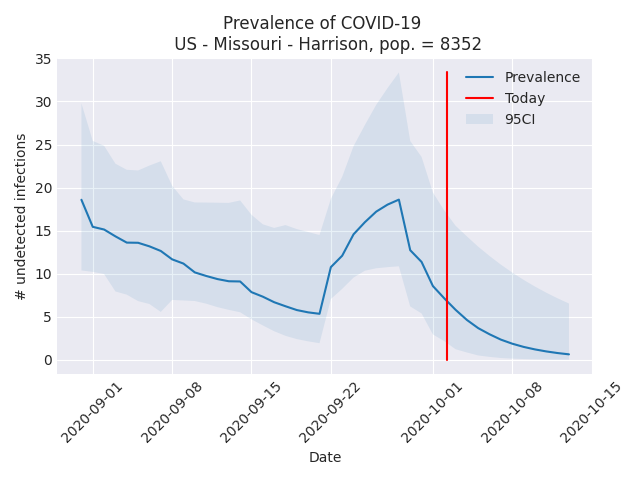 Prevalence of COVID-19
US - Missouri - Harrison, pop. = 8352
# undetected infections
35
30
25
20
15
10
5
0
Prevalence
Today
95CI
2020-09-01
2020-09-08
2020-09-15
2020-09-22
2020-10-01
2020-10-08
2020-10-15
Date